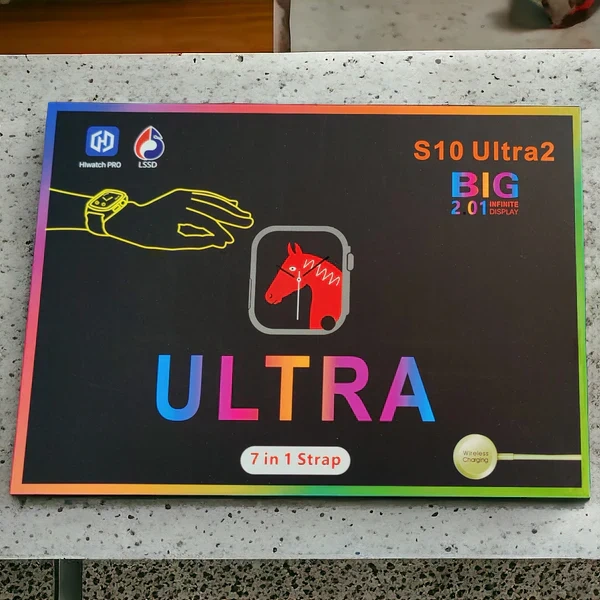 HIwatch PRO
LSSD
S10 Ultra2
BIG
2.01 INFINITE
DISPLAY
ULTRA
7 in 1 Strap
Wireless
Charging